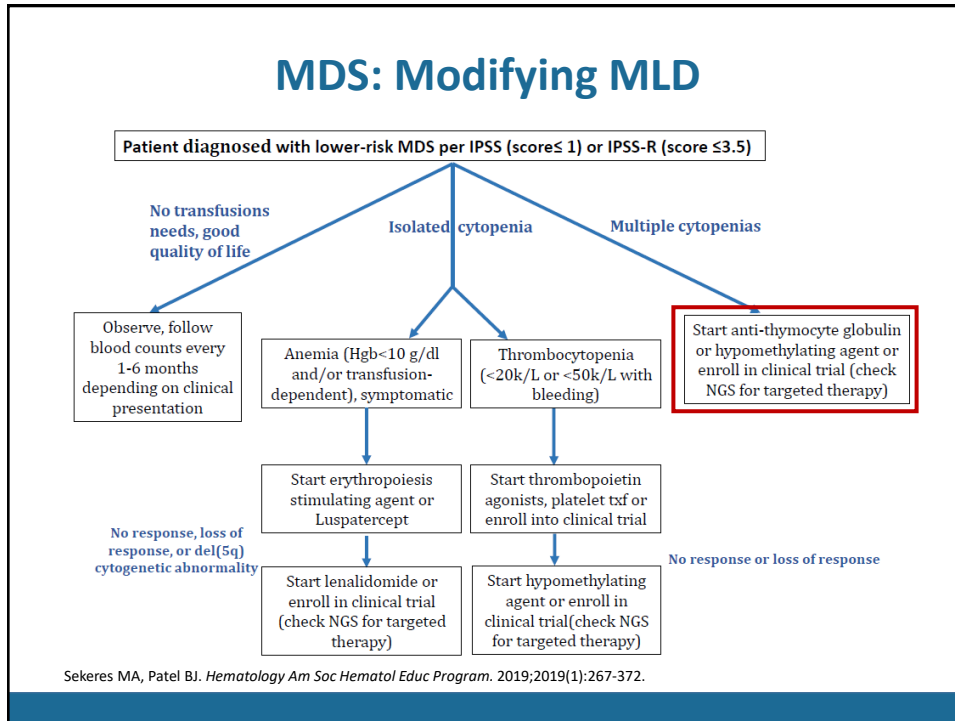 MDS: Modifying MLD
Patient diagnosed with lower-risk MDS per IPSS (score≤ 1) or IPSS-R (score ≤3.5)
No transfusions
needs, good
quality of life
Isolated cytopenia
Multiple cytopenias
Observe, follow
blood counts every
1-6 months
depending on clinical
presentation
Anemia (Hgb<10 g/dl
and/or transfusion-
dependent), symptomatic
Thrombocytopenia
(<20k/L or <50k/L with
bleeding)
Start anti-thymocyte globulin
or hypomethylating agent or
enroll in clinical trial (check
NGS for targeted therapy)
Start erythropoiesis
stimulating agent or
Luspatercept
Start thrombopoietin
agonists, platelet txf or
enroll into clinical trial
No response, loss of
response, or del(5q)
cytogenetic abnormality
No response or loss of response
Start lenalidomide or
enroll in clinical trial
(check NGS for targeted
therapy)
Start hypomethylating
agent or enroll in
clinical trial(check NGS
for targeted therapy)
Sekeres MA, Patel BJ. Hematology Am Soc Hematol Educ Program. 2019;2019(1):267-372.